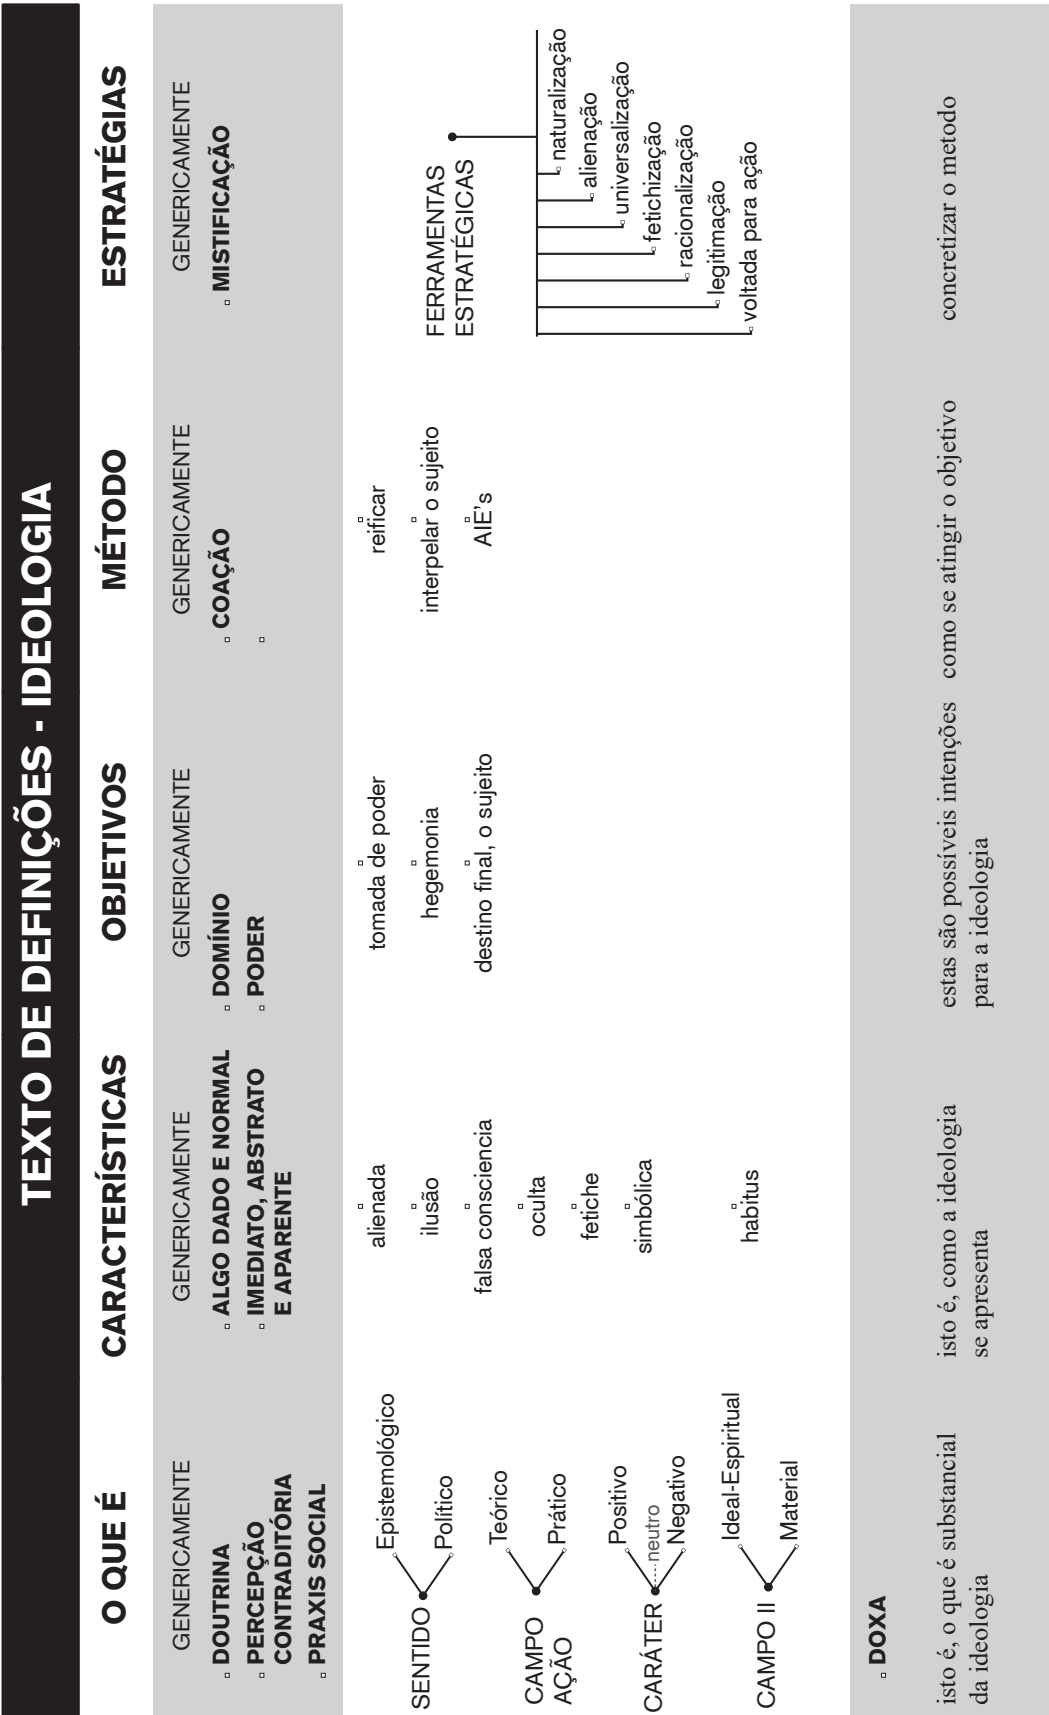 TEXTO DE DEFINIÇÕES - IDEOLOGIA
O QUE É
GENERICAMENTE
DOUTRINA
PERCEPÇÃO
CONTRADITÓRIA
PRAXIS SOCIAL
SENTIDO
Epistemológico
Político
CAMPO
AÇÃO
Teórico
Prático
CARÁTER
Positivo
neutro
Negativo
CAMPO II
Ideal-Espiritual
Material
DOXA
isto é, o que é substancial
da ideologia
CARACTERÍSTICAS
GENERICAMENTE
ALGO DADO E NORMAL
IMEDIATO, ABSTRATO
E APARENTE
alienada
ilusão
falsa consciencia
oculta
fetiche
simbólica
habitus
isto é, como a ideologia
se apresenta
OBJETIVOS
GENERICAMENTE
DOMÍNIO
PODER
tomada de poder
hegemonia
destino final, o sujeito
estas são possíveis intenções
para a ideologia
MÉTODO
GENERICAMENTE
COAÇÃO
reificar
interpelar o sujeito
AIE's
como se atingir o objetivo
ESTRATÉGIAS
GENERICAMENTE
MISTIFICAÇÃO
FERRAMENTAS
ESTRATÉGICAS
naturalização
alienação
universalização
fetichização
racionalização
legitimação
voltada para ação
concretizar o metodo